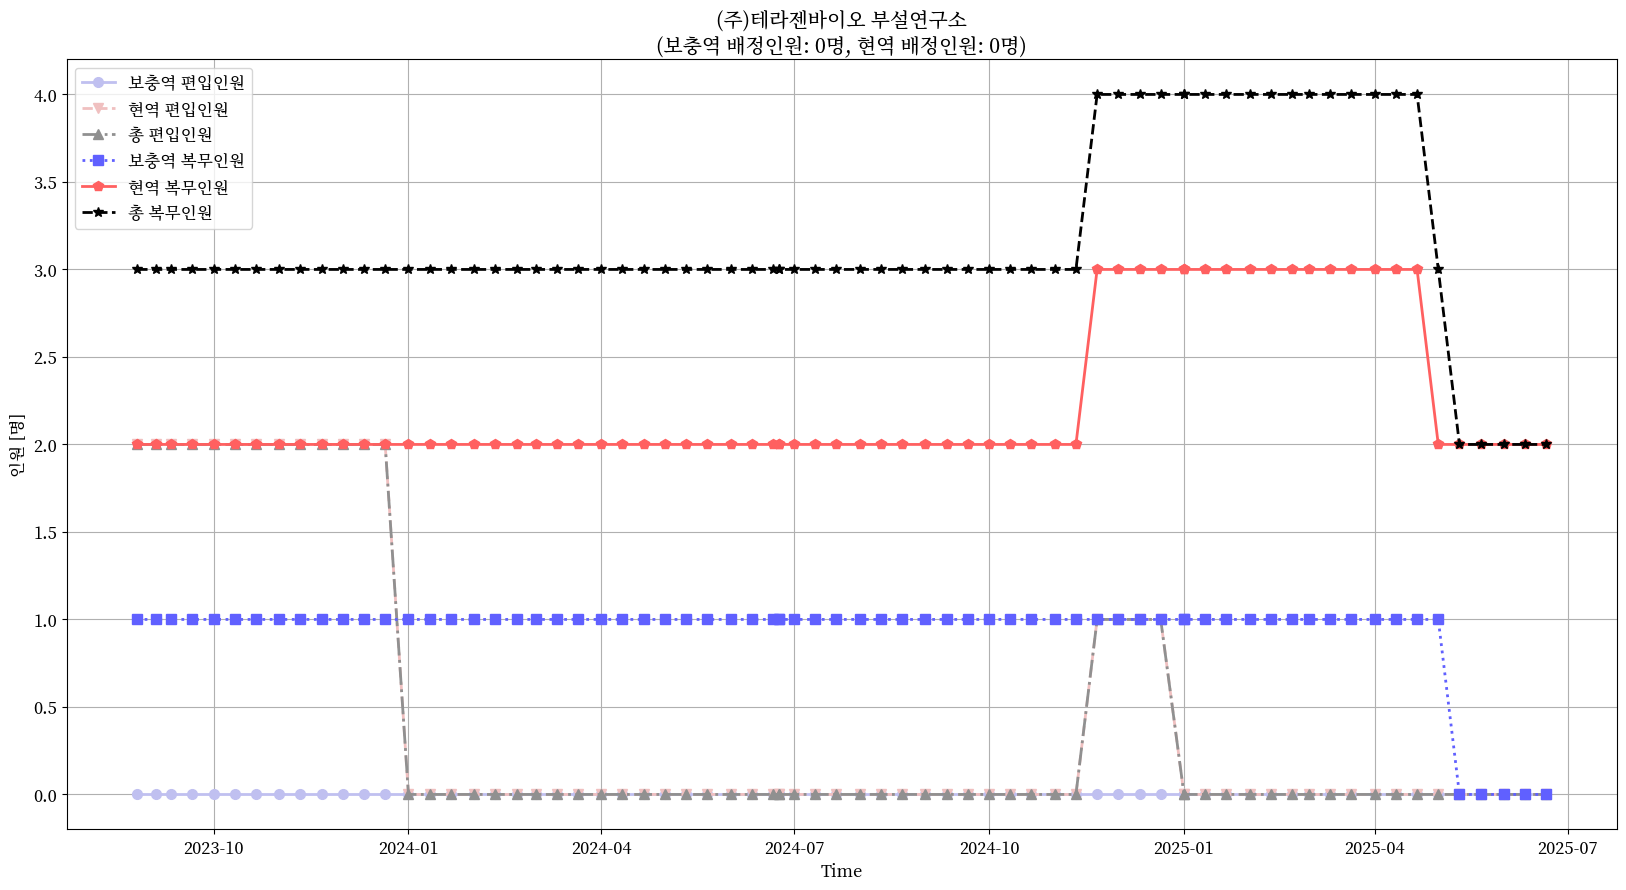 (주)테라젠바이오 부설연구소
(보충역 배정인원: 0명, 현역 배정인원: 0명)
보충역 편입인원
현역 편입인원
총 편입인원
보충역 복무인원
현역 복무인원
총 복무인원
4.0
3.5
3.0
2.5
2.0
1.5
1.0
0.5
0.0
인원 [명]
2023-10
2024-01
2024-04
2024-07
2024-10
2025-01
2025-04
2025-07
Time